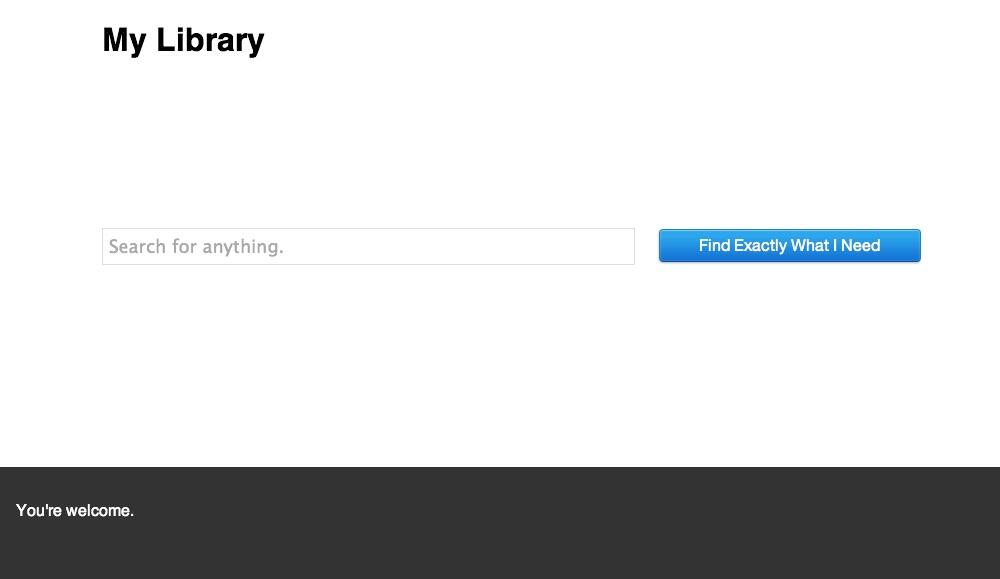 My Library
Search for anything.
Find Exactly What I Need
You're welcome.